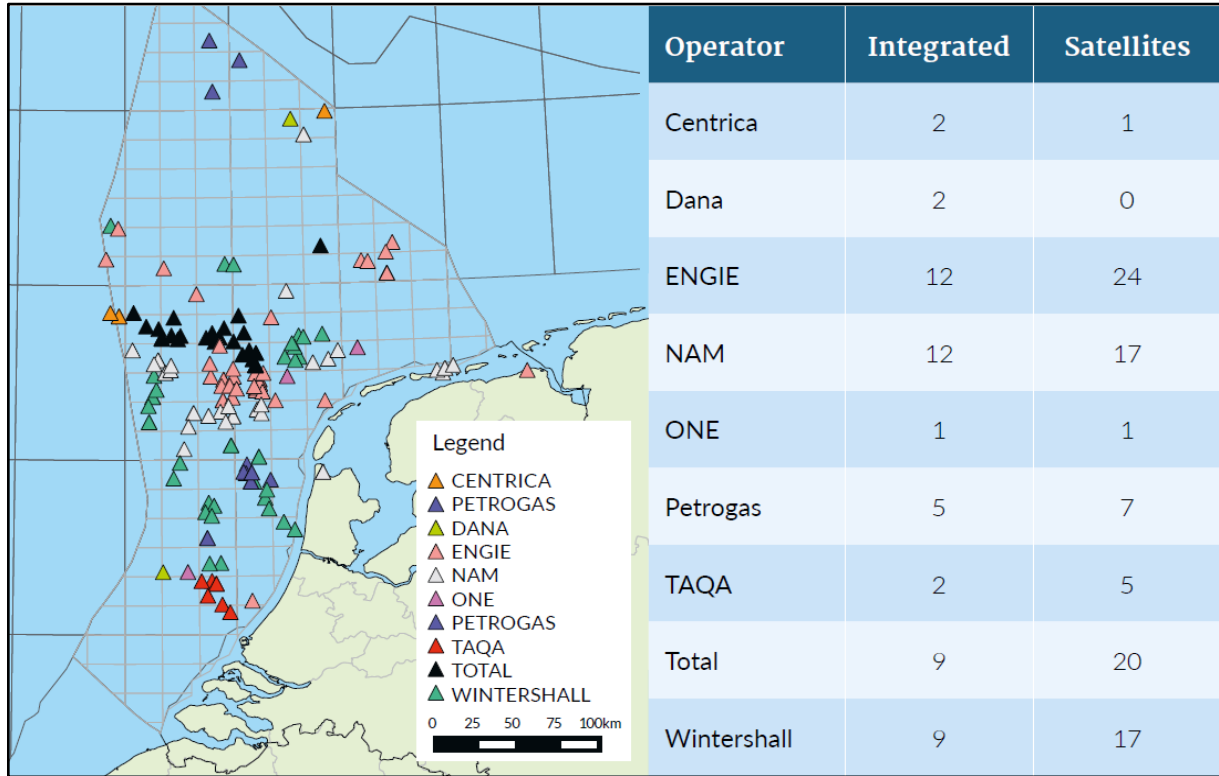 Legend
CENTRICA
PETROGAS
DANA
ENGIE
NAM
ONE
PETROGAS
TAQA
TOTAL
WINTERSHALL
0 25 50 75 100km
Operator Integrated Satellites
Centrica 2 1
Dana 2 0
ENGIE 12 24
NAM 12 17
ONE 1 1
Petrogas 5 7
TAQA 2 5
Total 9 20
Wintershall 9 17